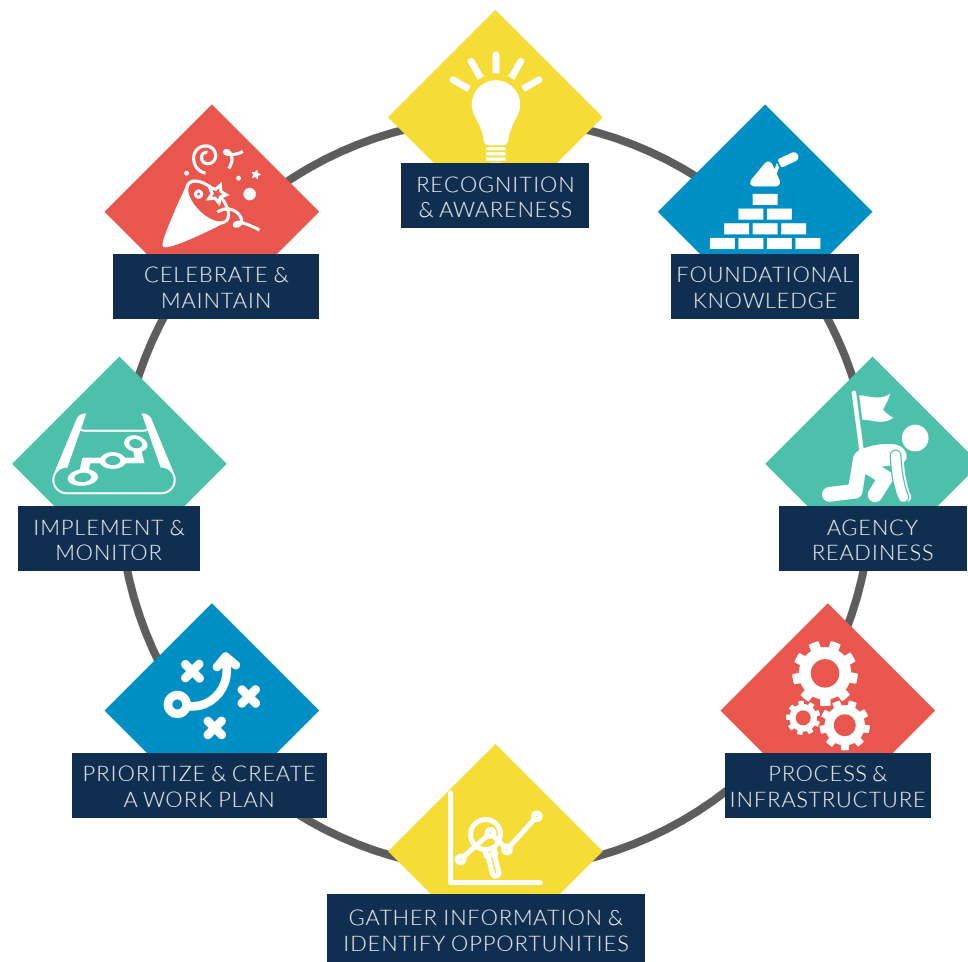 RECOGNITION
& AWARENESS
FOUNDATIONAL
KNOWLEDGE
AGENCY
READINESS
PROCESS &
INFRASTRUCTURE
GATHER INFORMATION &
IDENTIFY OPPORTUNITIES
PRIORITIZE & CREATE
A WORK PLAN
IMPLEMENT &
MONITOR
CELEBRATE &
MAINTAIN